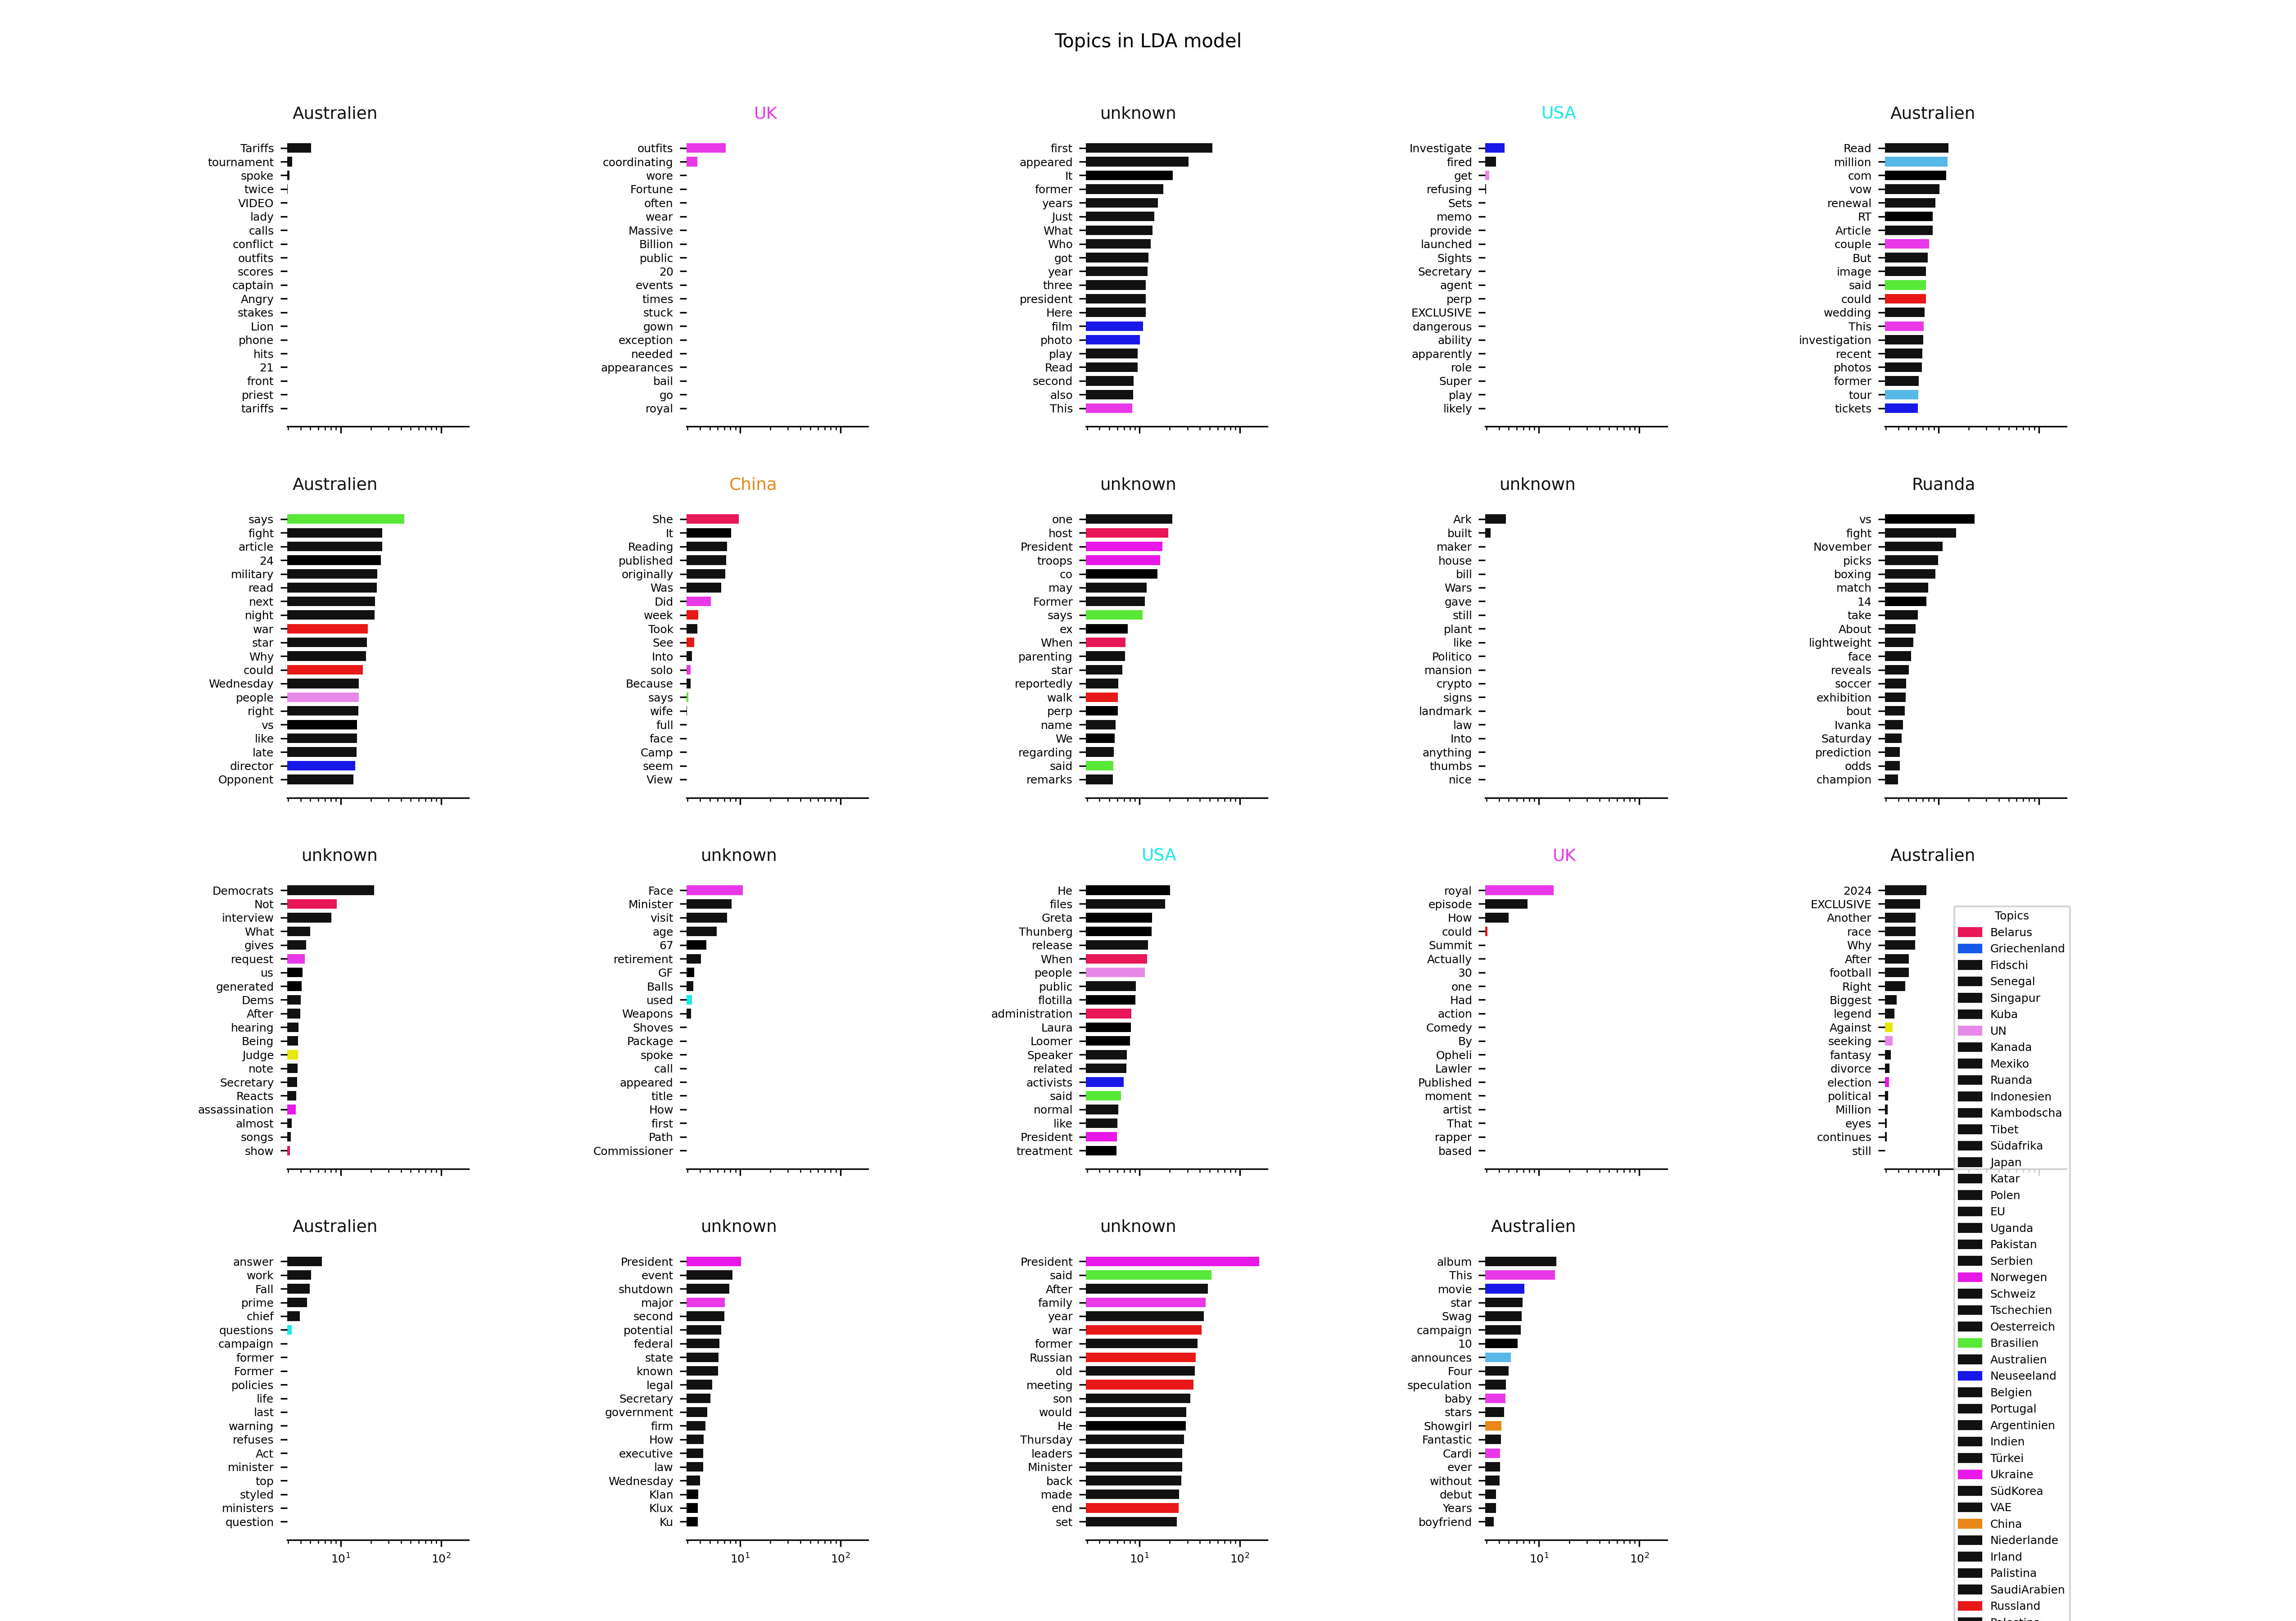 Topics in LDA model
Australien
Tariffs
tournament
spoke
twice
VIDEO
lady
calls
conflict
outfits
scores
captain
Angry
stakes
Lion
phone
hits
21
front
priest
tariffs
UK
outfits
coordinating
wore
Fortune
often
wear
Massive
Billion
public
20
events
times
stuck
gown
exception
needed
appearances
bail
go
royal
unknown
first
appeared
It
former
years
Just
What
Who
got
year
three
president
Here
film
photo
play
Read
second
also
This
USA
Investigate
fired
get
refusing
Sets
memo
provide
launched
Sights
Secretary
agent
perp
EXCLUSIVE
dangerous
ability
apparently
role
Super
play
likely
Australien
Read
million
com
vow
renewal
RT
Article
couple
But
image
said
could
wedding
This
investigation
recent
photos
former
tour
tickets
Australien
says
fight
article
24
military
read
next
night
war
star
Why
could
Wednesday
people
right
vs
like
late
director
Opponent
China
She
It
Reading
published
originally
Was
Did
week
Took
See
Into
solo
Because
says
wife
full
face
Camp
seem
View
unknown
one
host
President
troops
co
may
Former
says
ex
When
parenting
star
reportedly
walk
perp
name
We
regarding
said
remarks
unknown
Ark
built
maker
house
bill
Wars
gave
still
plant
like
Politico
mansion
crypto
signs
landmark
law
Into
anything
thumbs
nice
Ruanda
vs
fight
November
picks
boxing
match
14
take
About
lightweight
face
reveals
soccer
exhibition
bout
Ivanka
Saturday
prediction
odds
champion
unknown
Democrats
Not
interview
What
gives
request
us
generated
Dems
After
hearing
Being
Judge
note
Secretary
Reacts
assassination
almost
songs
show
unknown
Face
Minister
visit
age
67
retirement
GF
Balls
used
Weapons
Shoves
Package
spoke
call
appeared
title
How
first
Path
Commissioner
USA
He
files
Greta
Thunberg
release
When
people
public
flotilla
administration
Laura
Loomer
Speaker
related
activists
said
normal
like
President
treatment
UK
royal
episode
How
could
Summit
Actually
30
one
Had
action
Comedy
By
Opheli
Lawler
Published
moment
artist
That
rapper
based
Australien
2024
EXCLUSIVE
Another
race
Why
After
football
Right
Biggest
legend
Against
seeking
fantasy
divorce
election
political
Million
eyes
continues
still
Australien
answer
work
Fall
prime
chief
questions
campaign
former
Former
policies
life
last
warning
refuses
Act
minister
top
styled
ministers
question
10^1
10^2
unknown
President
event
shutdown
major
second
potential
federal
state
known
legal
Secretary
government
firm
How
executive
law
Wednesday
Klan
Klux
Ku
10^1
10^2
unknown
President
said
After
family
year
war
former
Russian
old
meeting
son
would
He
Thursday
leaders
Minister
back
made
end
set
10^1
10^2
Australien
album
This
movie
star
Swag
campaign
10
announces
Four
speculation
baby
stars
Showgirl
Fantastic
Cardi
ever
without
debut
Years
boyfriend
10^1
10^2
Topics
Belarus
Griechenland
Fidschi
Senegal
Singapur
Kuba
UN
Kanada
Mexiko
Ruanda
Indonesien
Kambodscha
Tibet
Südafrika
Japan
Katar
Polen
EU
Uganda
Pakistan
Serbien
Norwegen
Schweiz
Tschechien
Oesterreich
Brasilien
Australien
Neuseeland
Belgien
Portugal
Argentinien
Indien
Türkei
Ukraine
SüdKorea
VAE
China
Niederlande
Irland
Palistina
SaudiArabien
Russland